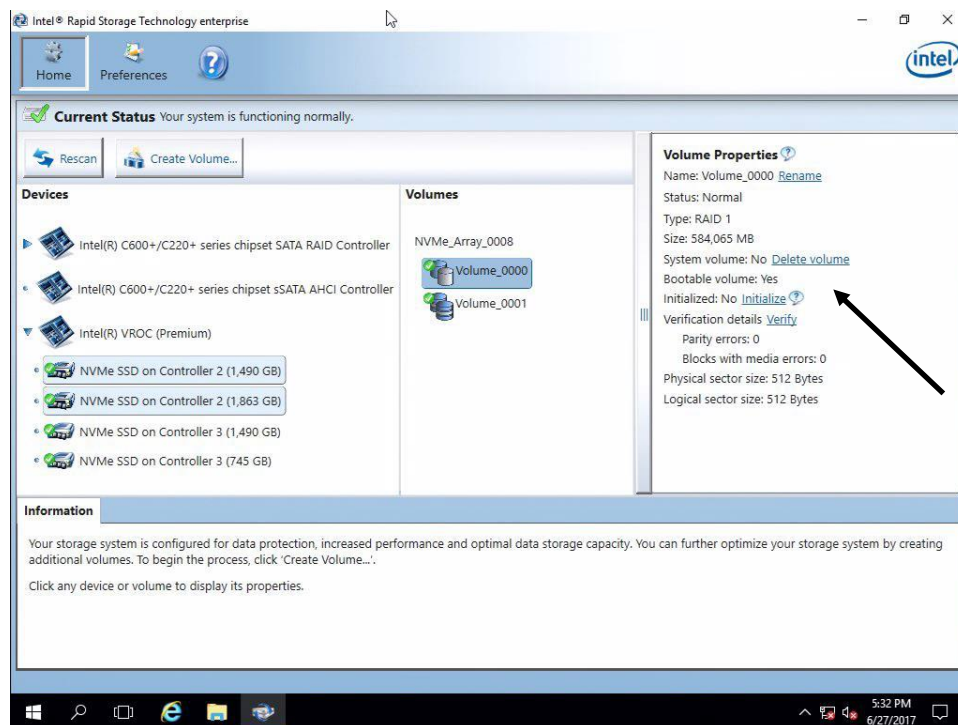 Intel® Rapid Storage Technology enterprise
Home
Preferences
intel
Current Status Your system is functioning normally.
Rescan
Create Volume...
Devices
Intel(R) C600+/C220+ series chipset SATA RAID Controller
Intel(R) C600+/C220+ series chipset sSATA AHCI Controller
Intel(R) VROC (Premium)
NVMe SSD on Controller 2 (1,490 GB)
NVMe SSD on Controller 2 (1,863 GB)
NVMe SSD on Controller 3 (1,490 GB)
NVMe SSD on Controller 3 (745 GB)
Volumes
NVMe_Array_0008
Volume_0000
Volume_0001
Volume Properties
Name: Volume_0000 Rename
Status: Normal
Type: RAID 1
Size: 584,065 MB
System volume: No Delete volume
Bootable volume: Yes
Initialized: No Initialize
Verification details Verify
Parity errors: 0
Blocks with media errors: 0
Physical sector size: 512 Bytes
Logical sector size: 512 Bytes
Information
Your storage system is configured for data protection, increased performance and optimal data storage capacity. You can further optimize your storage system by creating
additional volumes. To begin the process, click 'Create Volume...'.
Click any device or volume to display its properties.
5:32 PM
6/27/2017